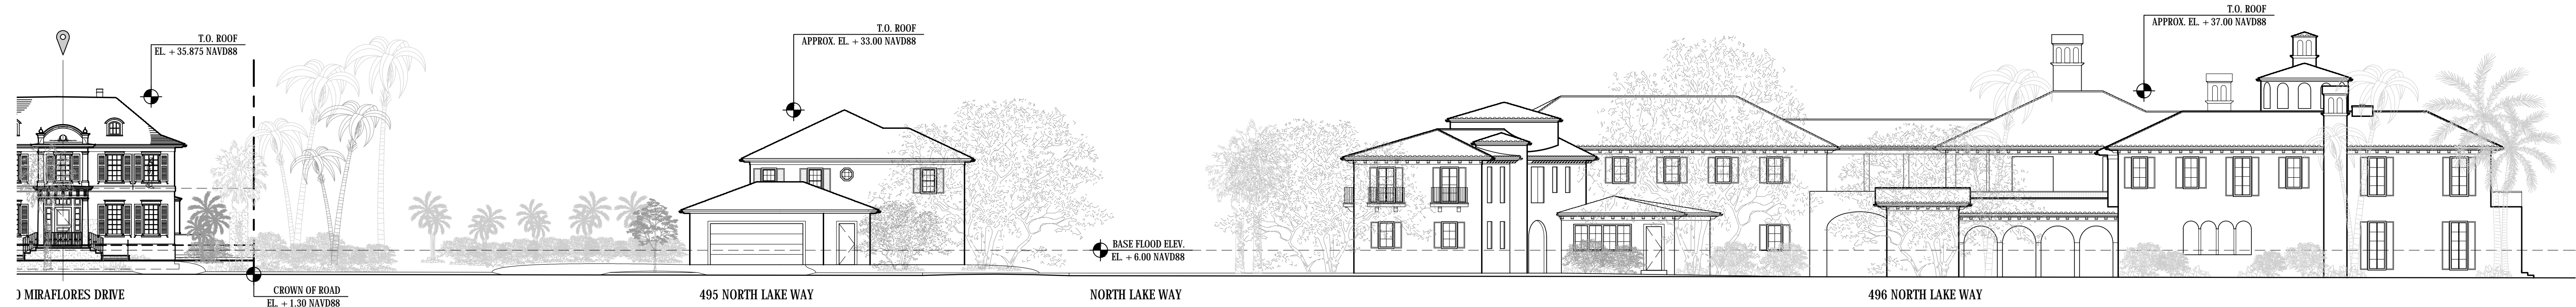 T.O. ROOF
EL. + 35.875 NAVD88
T.O. ROOF
APPROX. EL. + 33.00 NAVD88
T.O. ROOF
APPROX. EL. + 37.00 NAVD88
BASE FLOOD ELEV.
EL. + 6.00 NAVD88
MIRAFLORES DRIVE
CROWN OF ROAD
EL. + 1.30 NAVD88
495 NORTH LAKE WAY
NORTH LAKE WAY
496 NORTH LAKE WAY